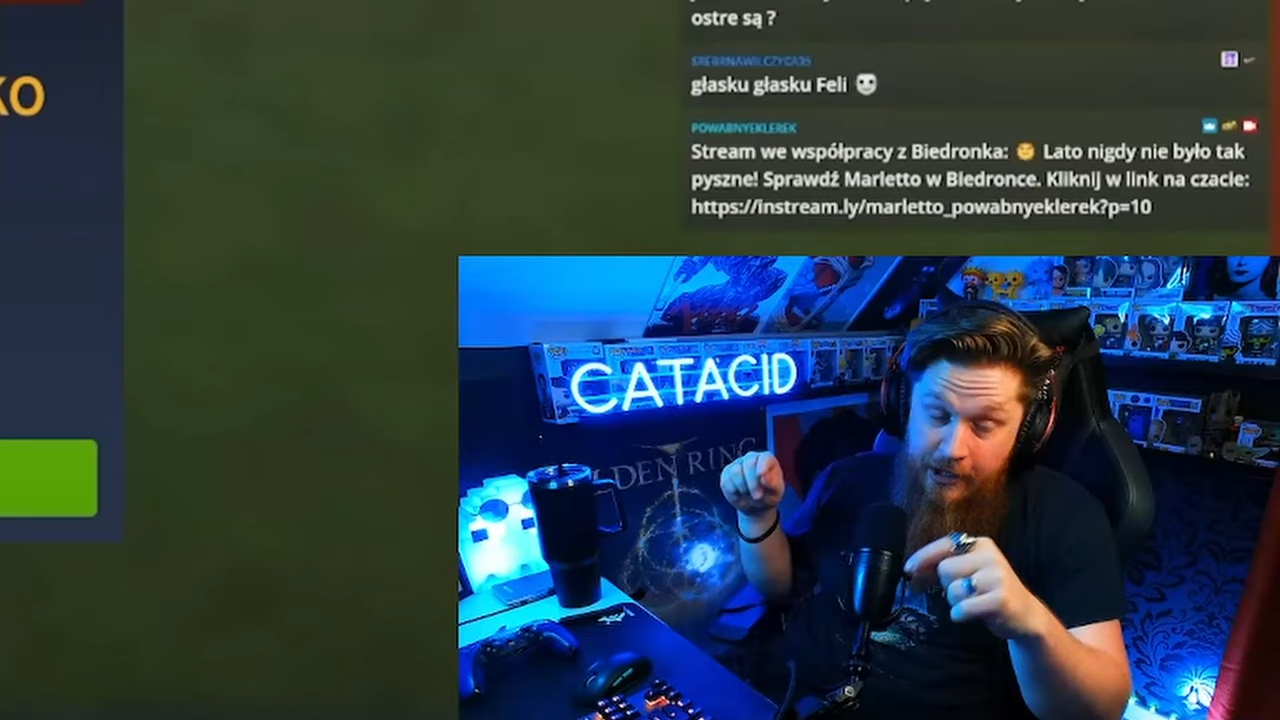 KO
ostre są ?
SREBRNAWILCZYCA35
głasku głasku Feli
POWABNYEKLEREK
Stream we współpracy z Biedronka: Lato nigdy nie było tak
pyszne! Sprawdź Marletto w Biedronce. Kliknij w link na czacie:
https://instream.ly/marletto_powabnyeklerek?p=10
CATACID
LDEN RING